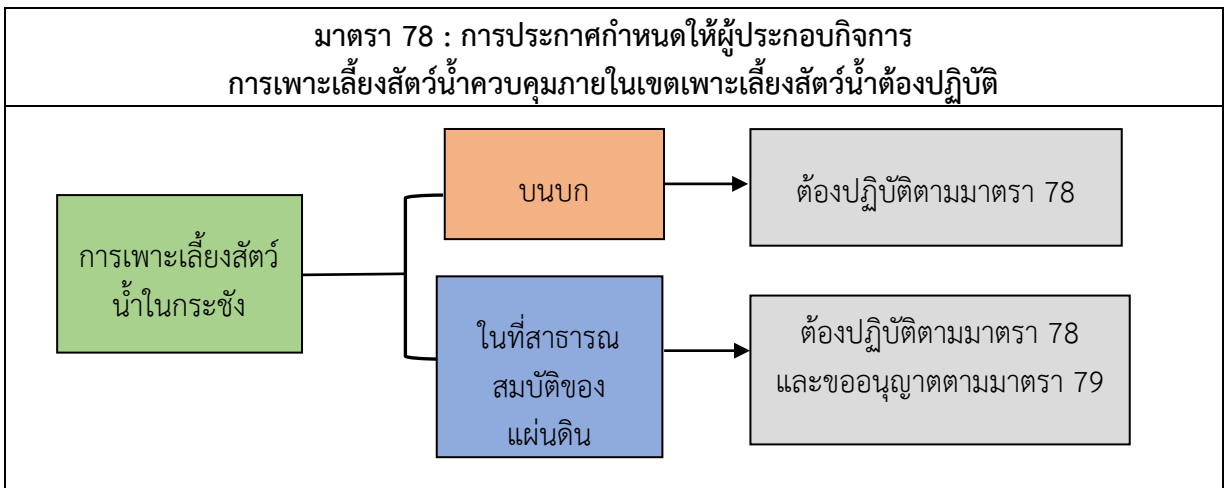 มาตรา 78 : การประกาศกำหนดให้ผู้ประกอบกิจการ
การเพาะเลี้ยงสัตว์น้ำควบคุมภายในเขตเพาะเลี้ยงสัตว์น้ำต้องปฏิบัติ
การเพาะเลี้ยงสัตว์
น้ำในกระชัง
บนบก
ต้องปฏิบัติตามมาตรา 78
ในที่สาธารณ
สมบัติของ
แผ่นดิน
ต้องปฏิบัติตามมาตรา 78
และขออนุญาตตามมาตรา 79